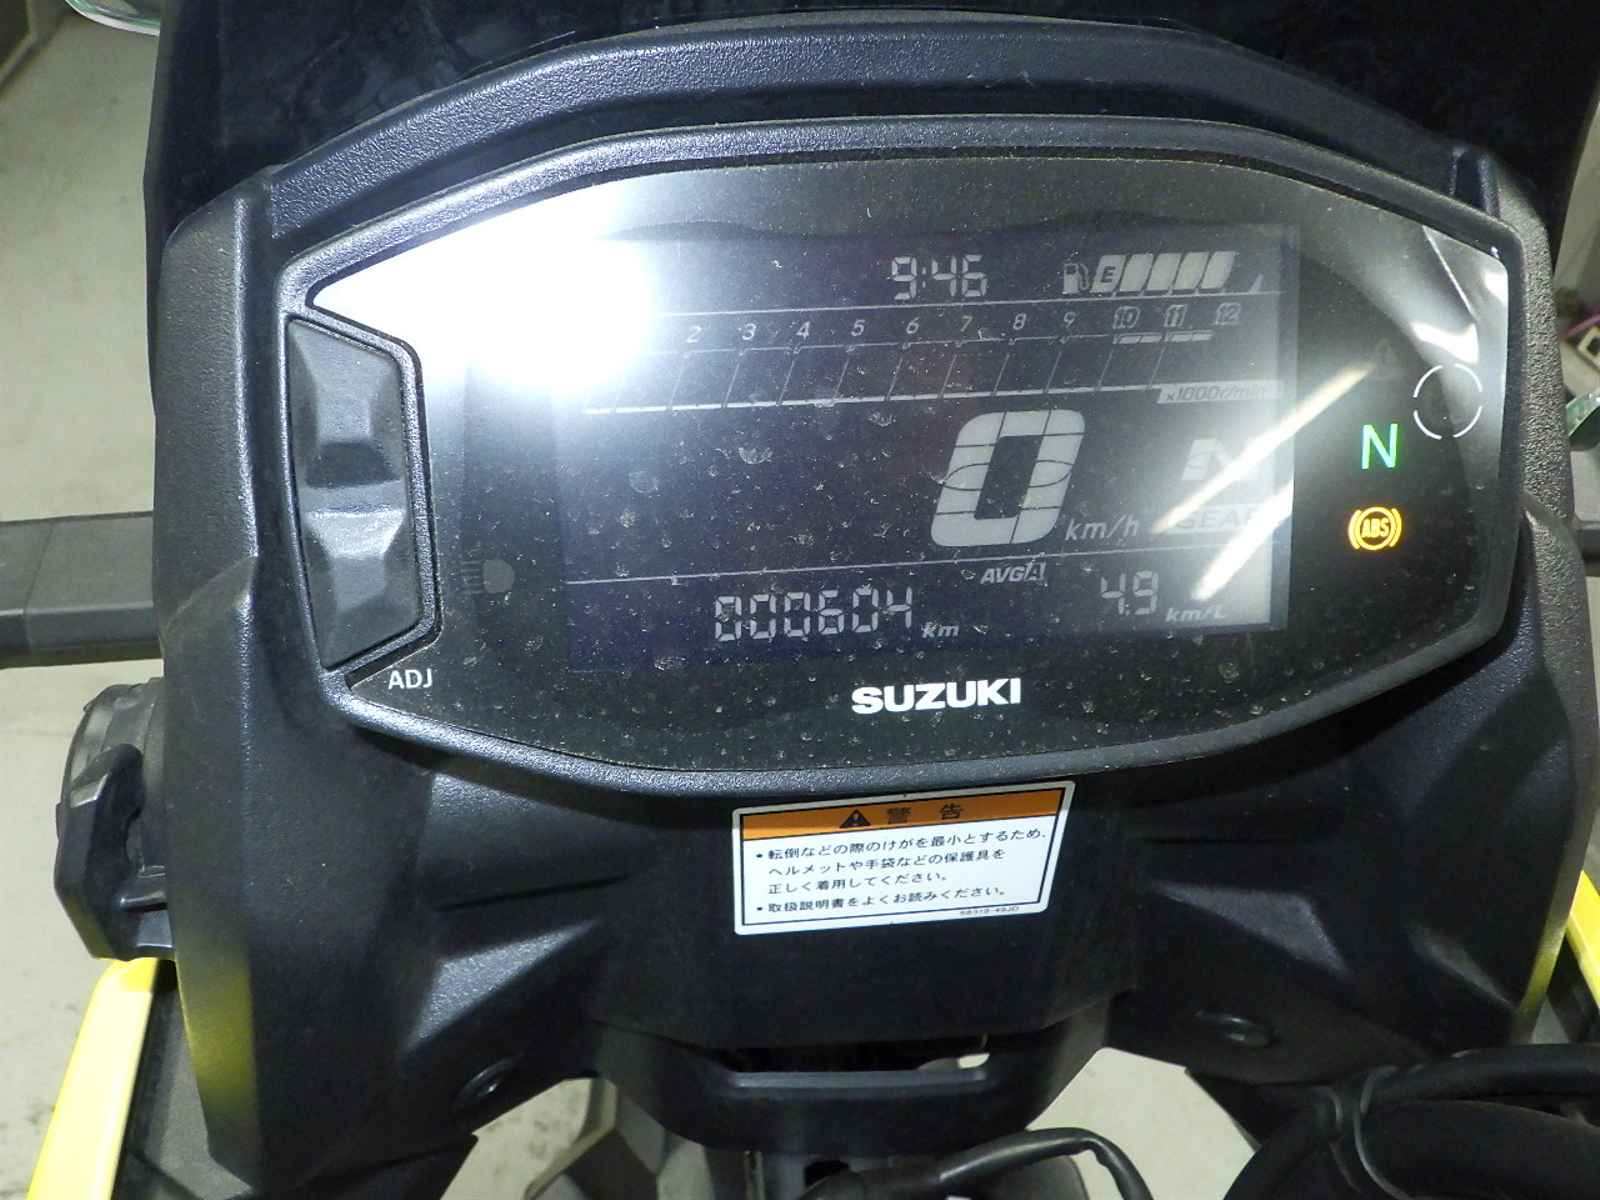 9:46
E
2 3 4 5 6 7 8 9 10 11 12
x1000r/min
0 km/h
N
N
ABS
AVG A
000604 km
4.9 km/L
ADJ
SUZUKI
警告
・転倒などの際のけがを最小とするため、
ヘルメットや手袋などの保護具を
正しく着用してください。
・取扱説明書をよくお読みください。